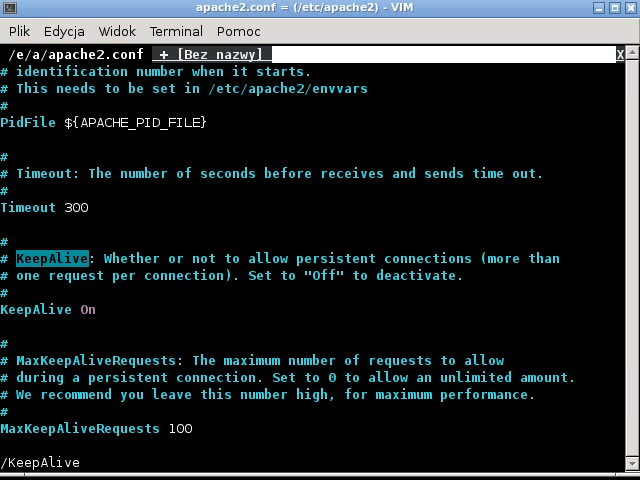 apache2.conf = (/etc/apache2) - VIM
Plik Edycja Widok Terminal Pomoc
/e/a/apache2.conf + [Bez nazwy] X
# identification number when it starts.
# This needs to be set in /etc/apache2/envvars
#
PidFile ${APACHE_PID_FILE}
#
# Timeout: The number of seconds before receives and sends time out.
#
Timeout 300
#
# KeepAlive: Whether or not to allow persistent connections (more than
# one request per connection). Set to "Off" to deactivate.
#
KeepAlive On
#
# MaxKeepAliveRequests: The maximum number of requests to allow
# during a persistent connection. Set to 0 to allow an unlimited amount.
# We recommend you leave this number high, for maximum performance.
#
MaxKeepAliveRequests 100
/KeepAlive